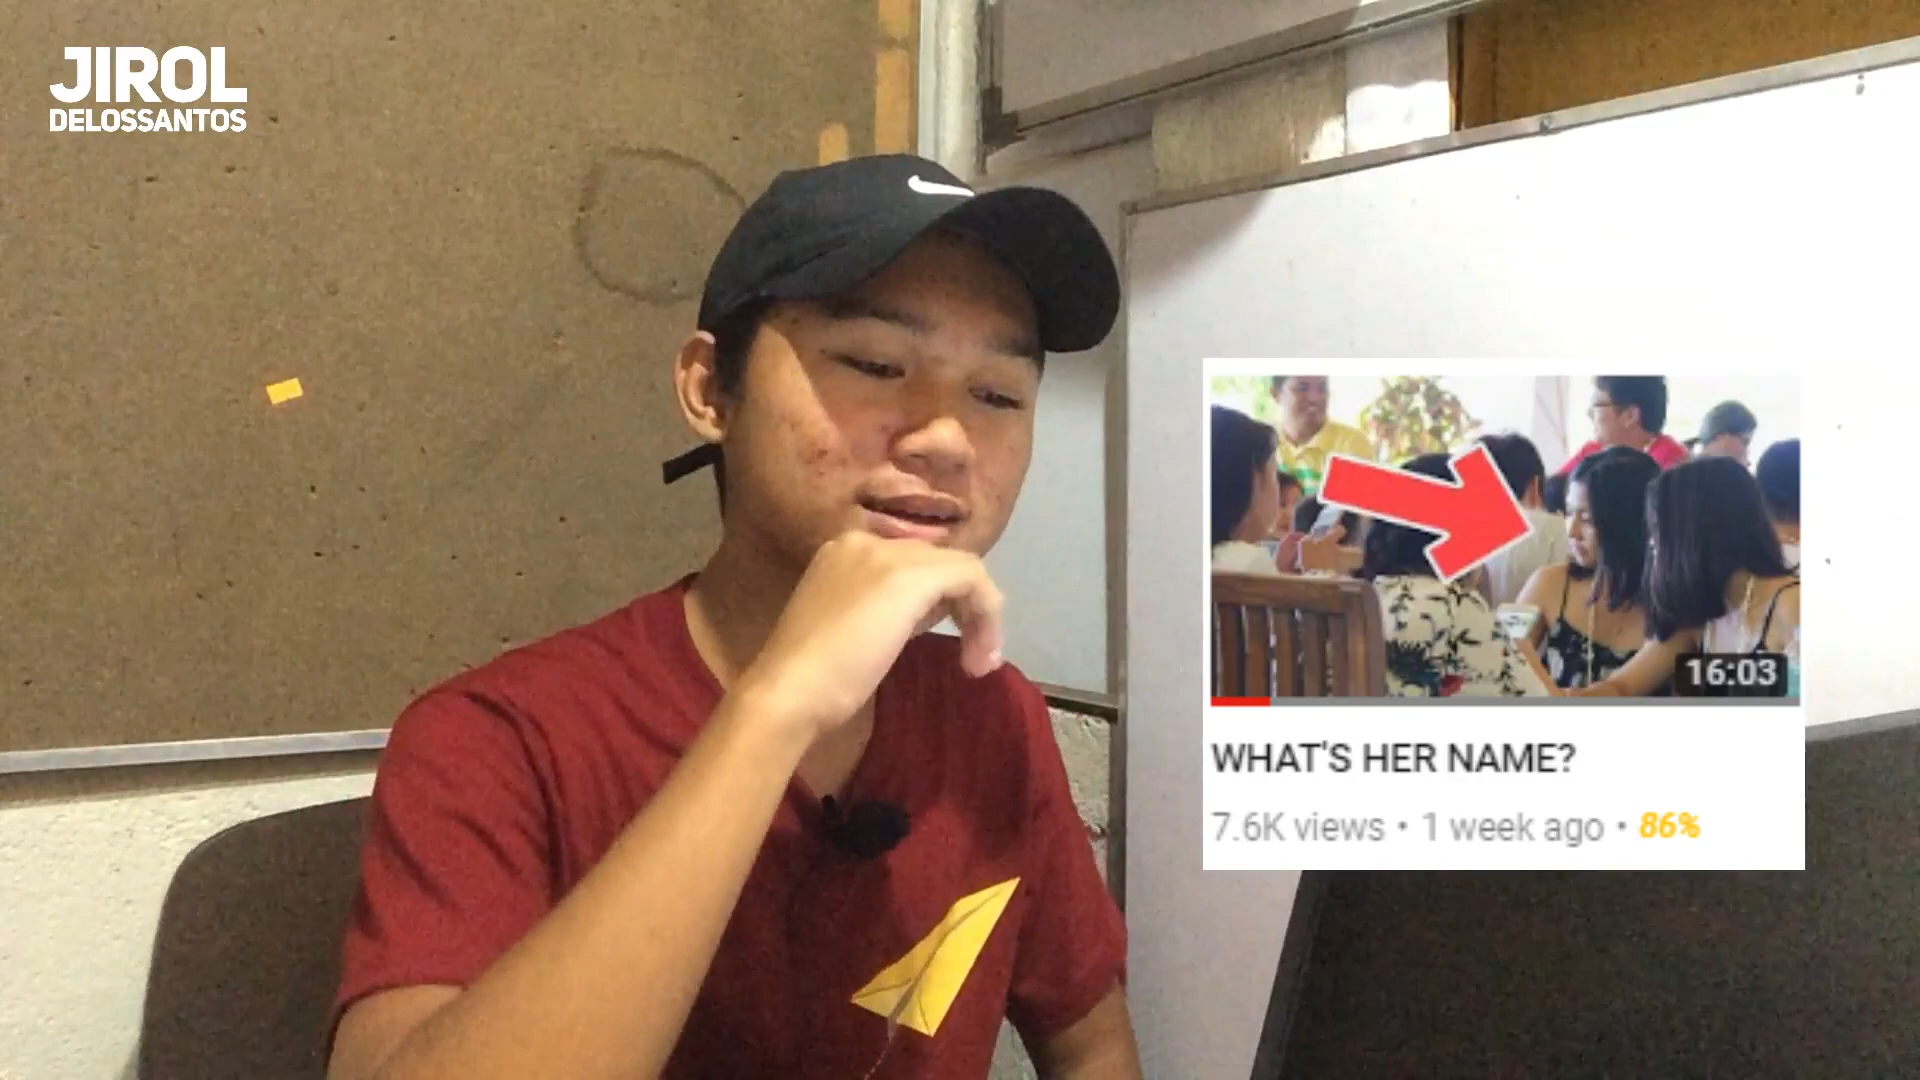 JIROL
DELOSSANTOS
16:03
WHAT'S HER NAME?
7.6K views • 1 week ago • 86%